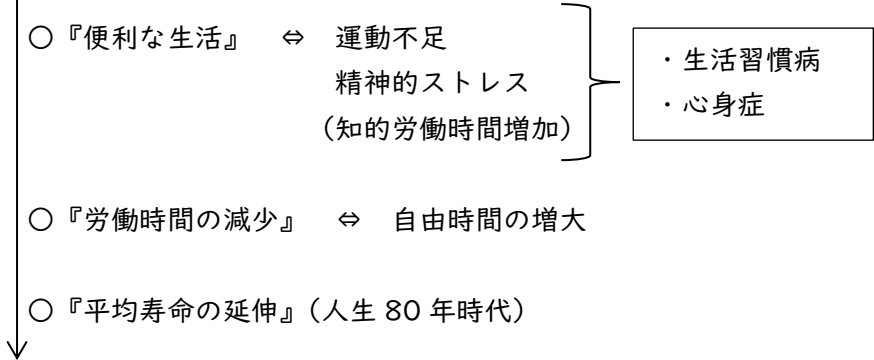 ○『便利な生活』 ⇔ 運動不足
精神的ストレス
(知的労働時間増加)
・生活習慣病
・心身症
○『労働時間の減少』 ⇔ 自由時間の増大
○『平均寿命の延伸』(人生 80 年時代)